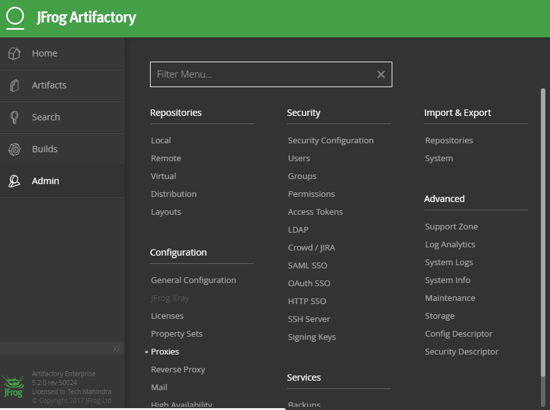 JFrog Artifactory
Home
Artifacts
Search
Builds
Admin
Filter Menu...
Repositories
Local
Remote
Virtual
Distribution
Layouts
Configuration
General Configuration
JFrog Xray
Licenses
Property Sets
Proxies
Reverse Proxy
Mail
High Availability
Security
Security Configuration
Users
Groups
Permissions
Access Tokens
LDAP
Crowd / JIRA
SAML SSO
OAuth SSO
HTTP SSO
SSH Server
Signing Keys
Services
Backups
Import & Export
Repositories
System
Advanced
Support Zone
Log Analytics
System Logs
System Info
Maintenance
Storage
Config Descriptor
Security Descriptor
JFrog
Artifactory Enterprise
5.2.0 rev 50024
Licensed to Tech Mahindra
© Copyright 2017 JFrog Ltd